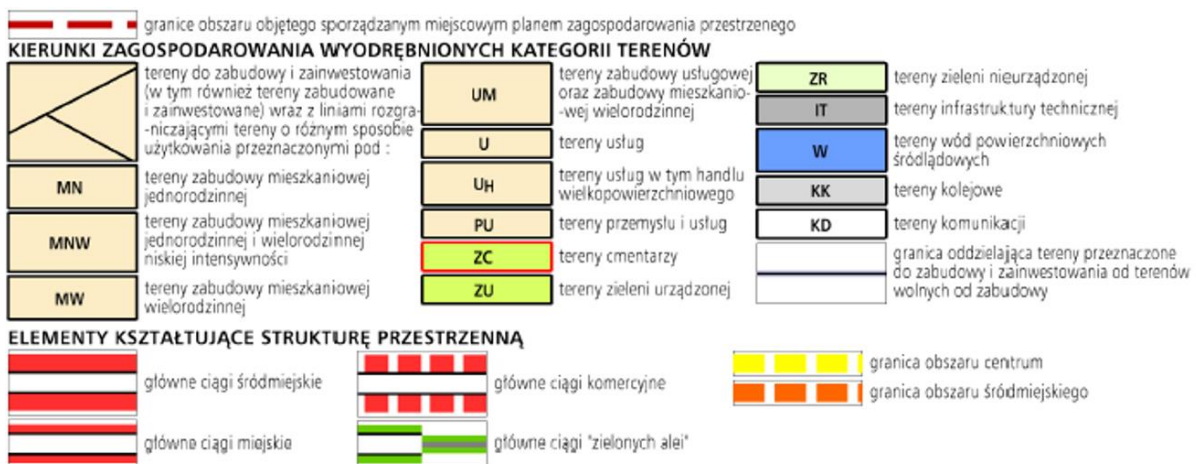 granice obszaru objętego sporządzanym miejscowym planem zagospodarowania przestrzenego
KIERUNKI ZAGOSPODAROWANIA WYODRĘBNIONYCH KATEGORII TERENÓW
tereny do zabudowy i zainwestowania
(w tym również tereny zabudowane
i zainwestowane) wraz z liniami rozgra-
-niczającymi tereny o różnym sposobie
użytkowania przeznaczonymi pod :
MN
tereny zabudowy mieszkaniowej
jednorodzinnej
MNW
tereny zabudowy mieszkaniowej
jednorodzinnej i wielorodzinnej
niskiej intensywności
MW
tereny zabudowy mieszkaniowej
wielorodzinnej
UM
tereny zabudowy usługowej
oraz zabudowy mieszkanio-
-wej wielorodzinnej
U
tereny usług
UH
tereny usług w tym handlu
wielkopowierzchniowego
PU
tereny przemysłu i usług
ZC
tereny cmentarzy
ZU
tereny zieleni urządzonej
ZR
tereny zieleni nieurządzonej
IT
tereny infrastruktury technicznej
W
tereny wód powierzchniowych
śródlądowych
KK
tereny kolejowe
KD
tereny komunikacji
granica oddzielająca tereny przeznaczone
do zabudowy i zainwestowania od terenów
wolnych od zabudowy
ELEMENTY KSZTAŁTUJĄCE STRUKTURĘ PRZESTRZENNĄ
główne ciągi śródmiejskie
główne ciągi miejskie
główne ciągi komercyjne
główne ciągi "zielonych alei"
granica obszaru centrum
granica obszaru śródmiejskiego